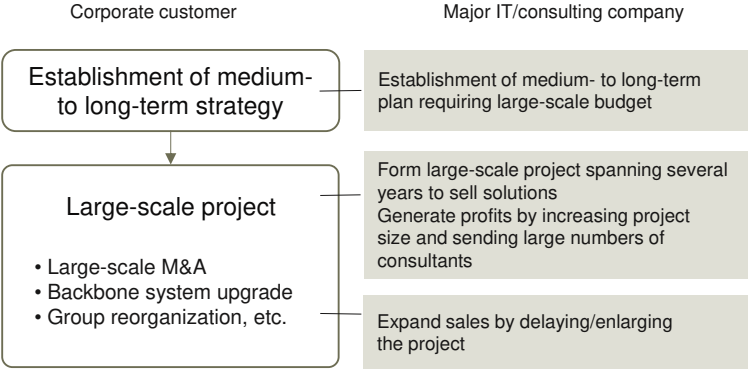 Corporate customer
Major IT/consulting company
Establishment of medium-
to long-term strategy
Establishment of medium- to long-term
plan requiring large-scale budget
Large-scale project
• Large-scale M&A
• Backbone system upgrade
• Group reorganization, etc.
Form large-scale project spanning several
years to sell solutions
Generate profits by increasing project
size and sending large numbers of
consultants
Expand sales by delaying/enlarging
the project